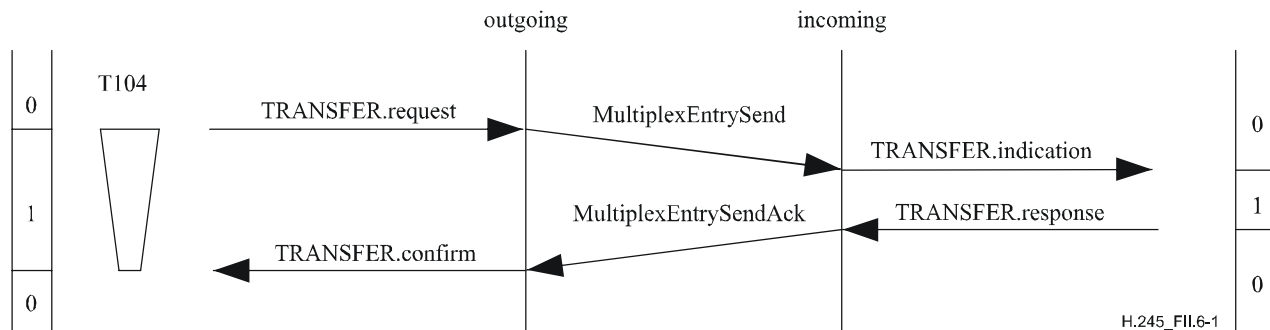 outgoing incoming
T104
0 TRANSFER.request MultiplexEntrySend 0
TRANSFER.indication
1 MultiplexEntrySendAck TRANSFER.response 1
TRANSFER.confirm
0 0
H.245_FII.6-1